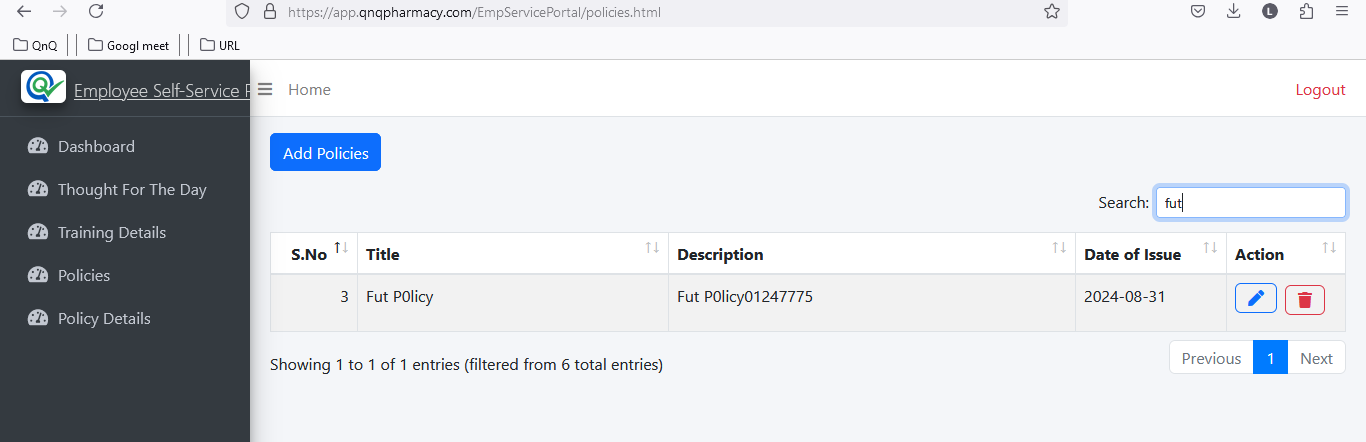 https://app.qnqpharmacy.com/EmpServicePortal/policies.html
L
QnQ Googl meet URL
Employee Self-Service P
Home
Logout
Dashboard
Thought For The Day
Training Details
Policies
Policy Details
Add Policies
Search: fut
S.No Title Description Date of Issue Action
3 Fut P0licy Fut P0licy01247775 2024-08-31
Showing 1 to 1 of 1 entries (filtered from 6 total entries)
Previous 1 Next